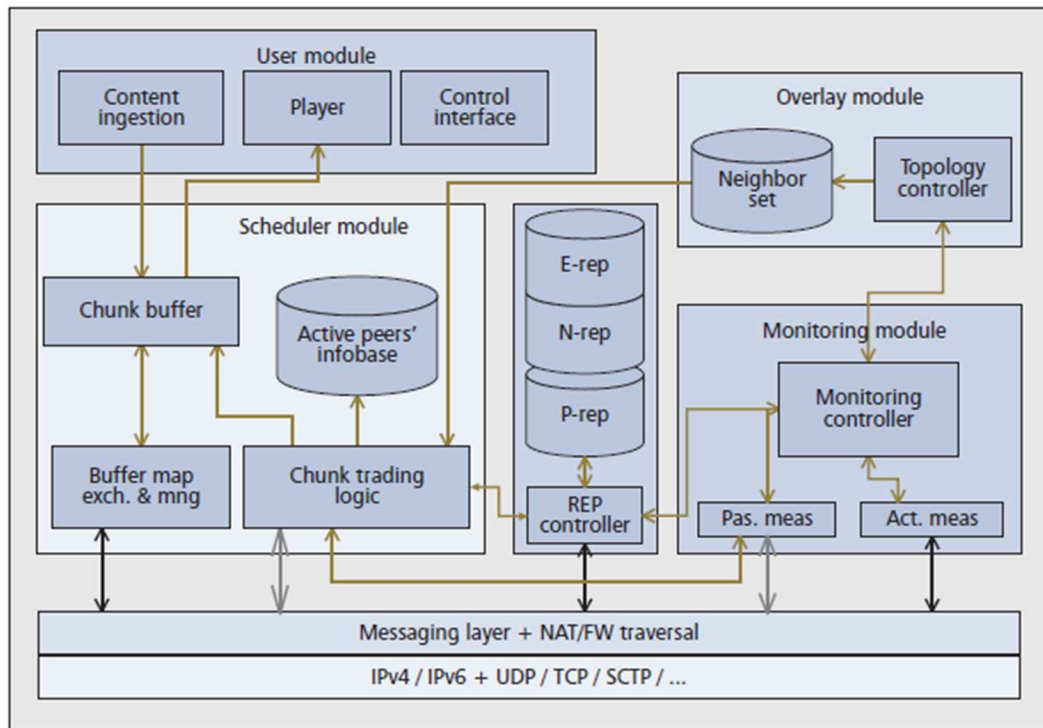 User module
Content
ingestion
Player
Control
interface
Overlay module
Neighbor
set
Topology
controller
Scheduler module
Chunk buffer
Active peers'
infobase
Buffer map
exch. & mng
Chunk trading
logic
E-rep
N-rep
P-rep
REP
controller
Monitoring module
Monitoring
controller
Pas. meas
Act. meas
Messaging layer + NAT/FW traversal
IPv4 / IPv6 + UDP / TCP / SCTP / ...